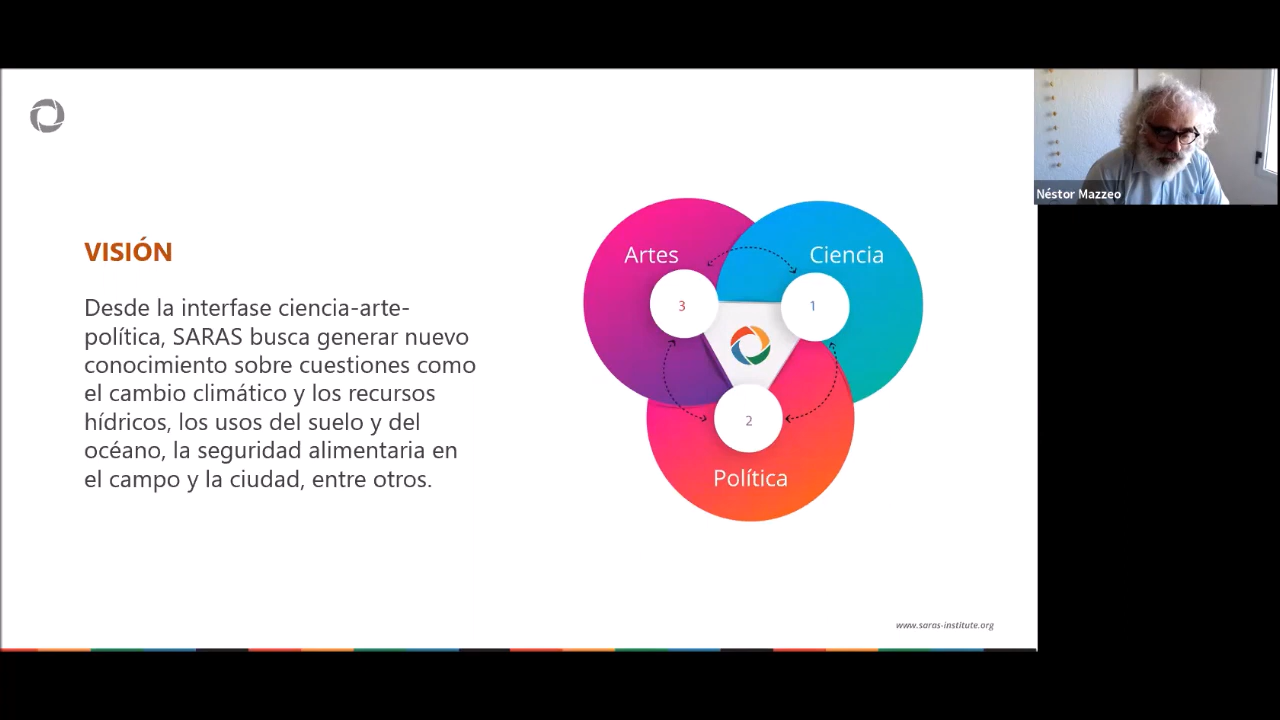 VISIÓN
Desde la interfase ciencia-arte-
política, SARAS busca generar nuevo
conocimiento sobre cuestiones como
el cambio climático y los recursos
hídricos, los usos del suelo y del
océano, la seguridad alimentaria en
el campo y la ciudad, entre otros.
Artes
Ciencia
3
1
2
Política
www.saras-institute.org
Néstor Mazzeo